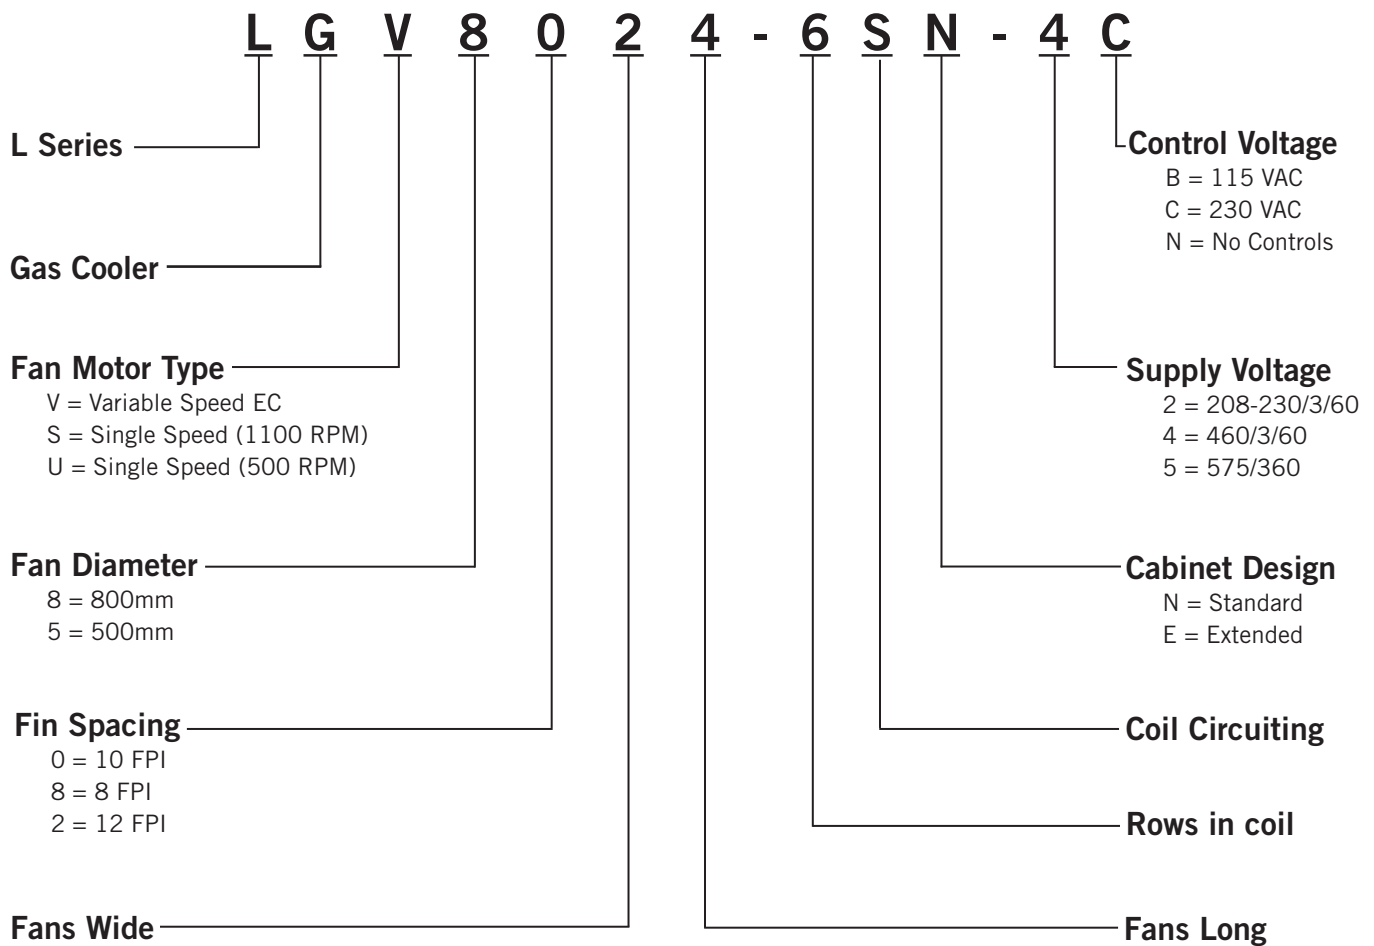 L G V 8 0 2 4 - 6 S N - 4 C
L Series
Gas Cooler
Fan Motor Type
V = Variable Speed EC
S = Single Speed (1100 RPM)
U = Single Speed (500 RPM)
Fan Diameter
8 = 800mm
5 = 500mm
Fin Spacing
0 = 10 FPI
8 = 8 FPI
2 = 12 FPI
Fans Wide
Control Voltage
B = 115 VAC
C = 230 VAC
N = No Controls
Supply Voltage
2 = 208-230/3/60
4 = 460/3/60
5 = 575/360
Cabinet Design
N = Standard
E = Extended
Coil Circuiting
Rows in coil
Fans Long